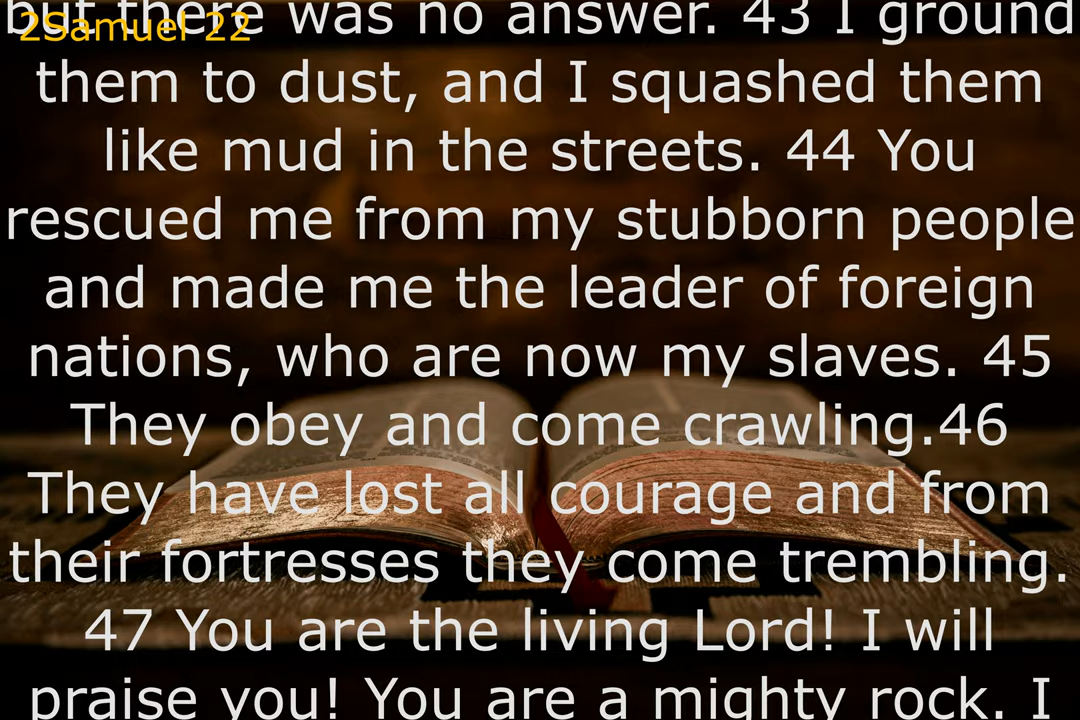 2Samuel 22
but there was no answer. 43 I ground
them to dust, and I squashed them
like mud in the streets. 44 You
rescued me from my stubborn people
and made me the leader of foreign
nations, who are now my slaves. 45
They obey and come crawling.46
They have lost all courage and from
their fortresses they come trembling.
47 You are the living Lord! I will
praise you! You are a mighty rock. I